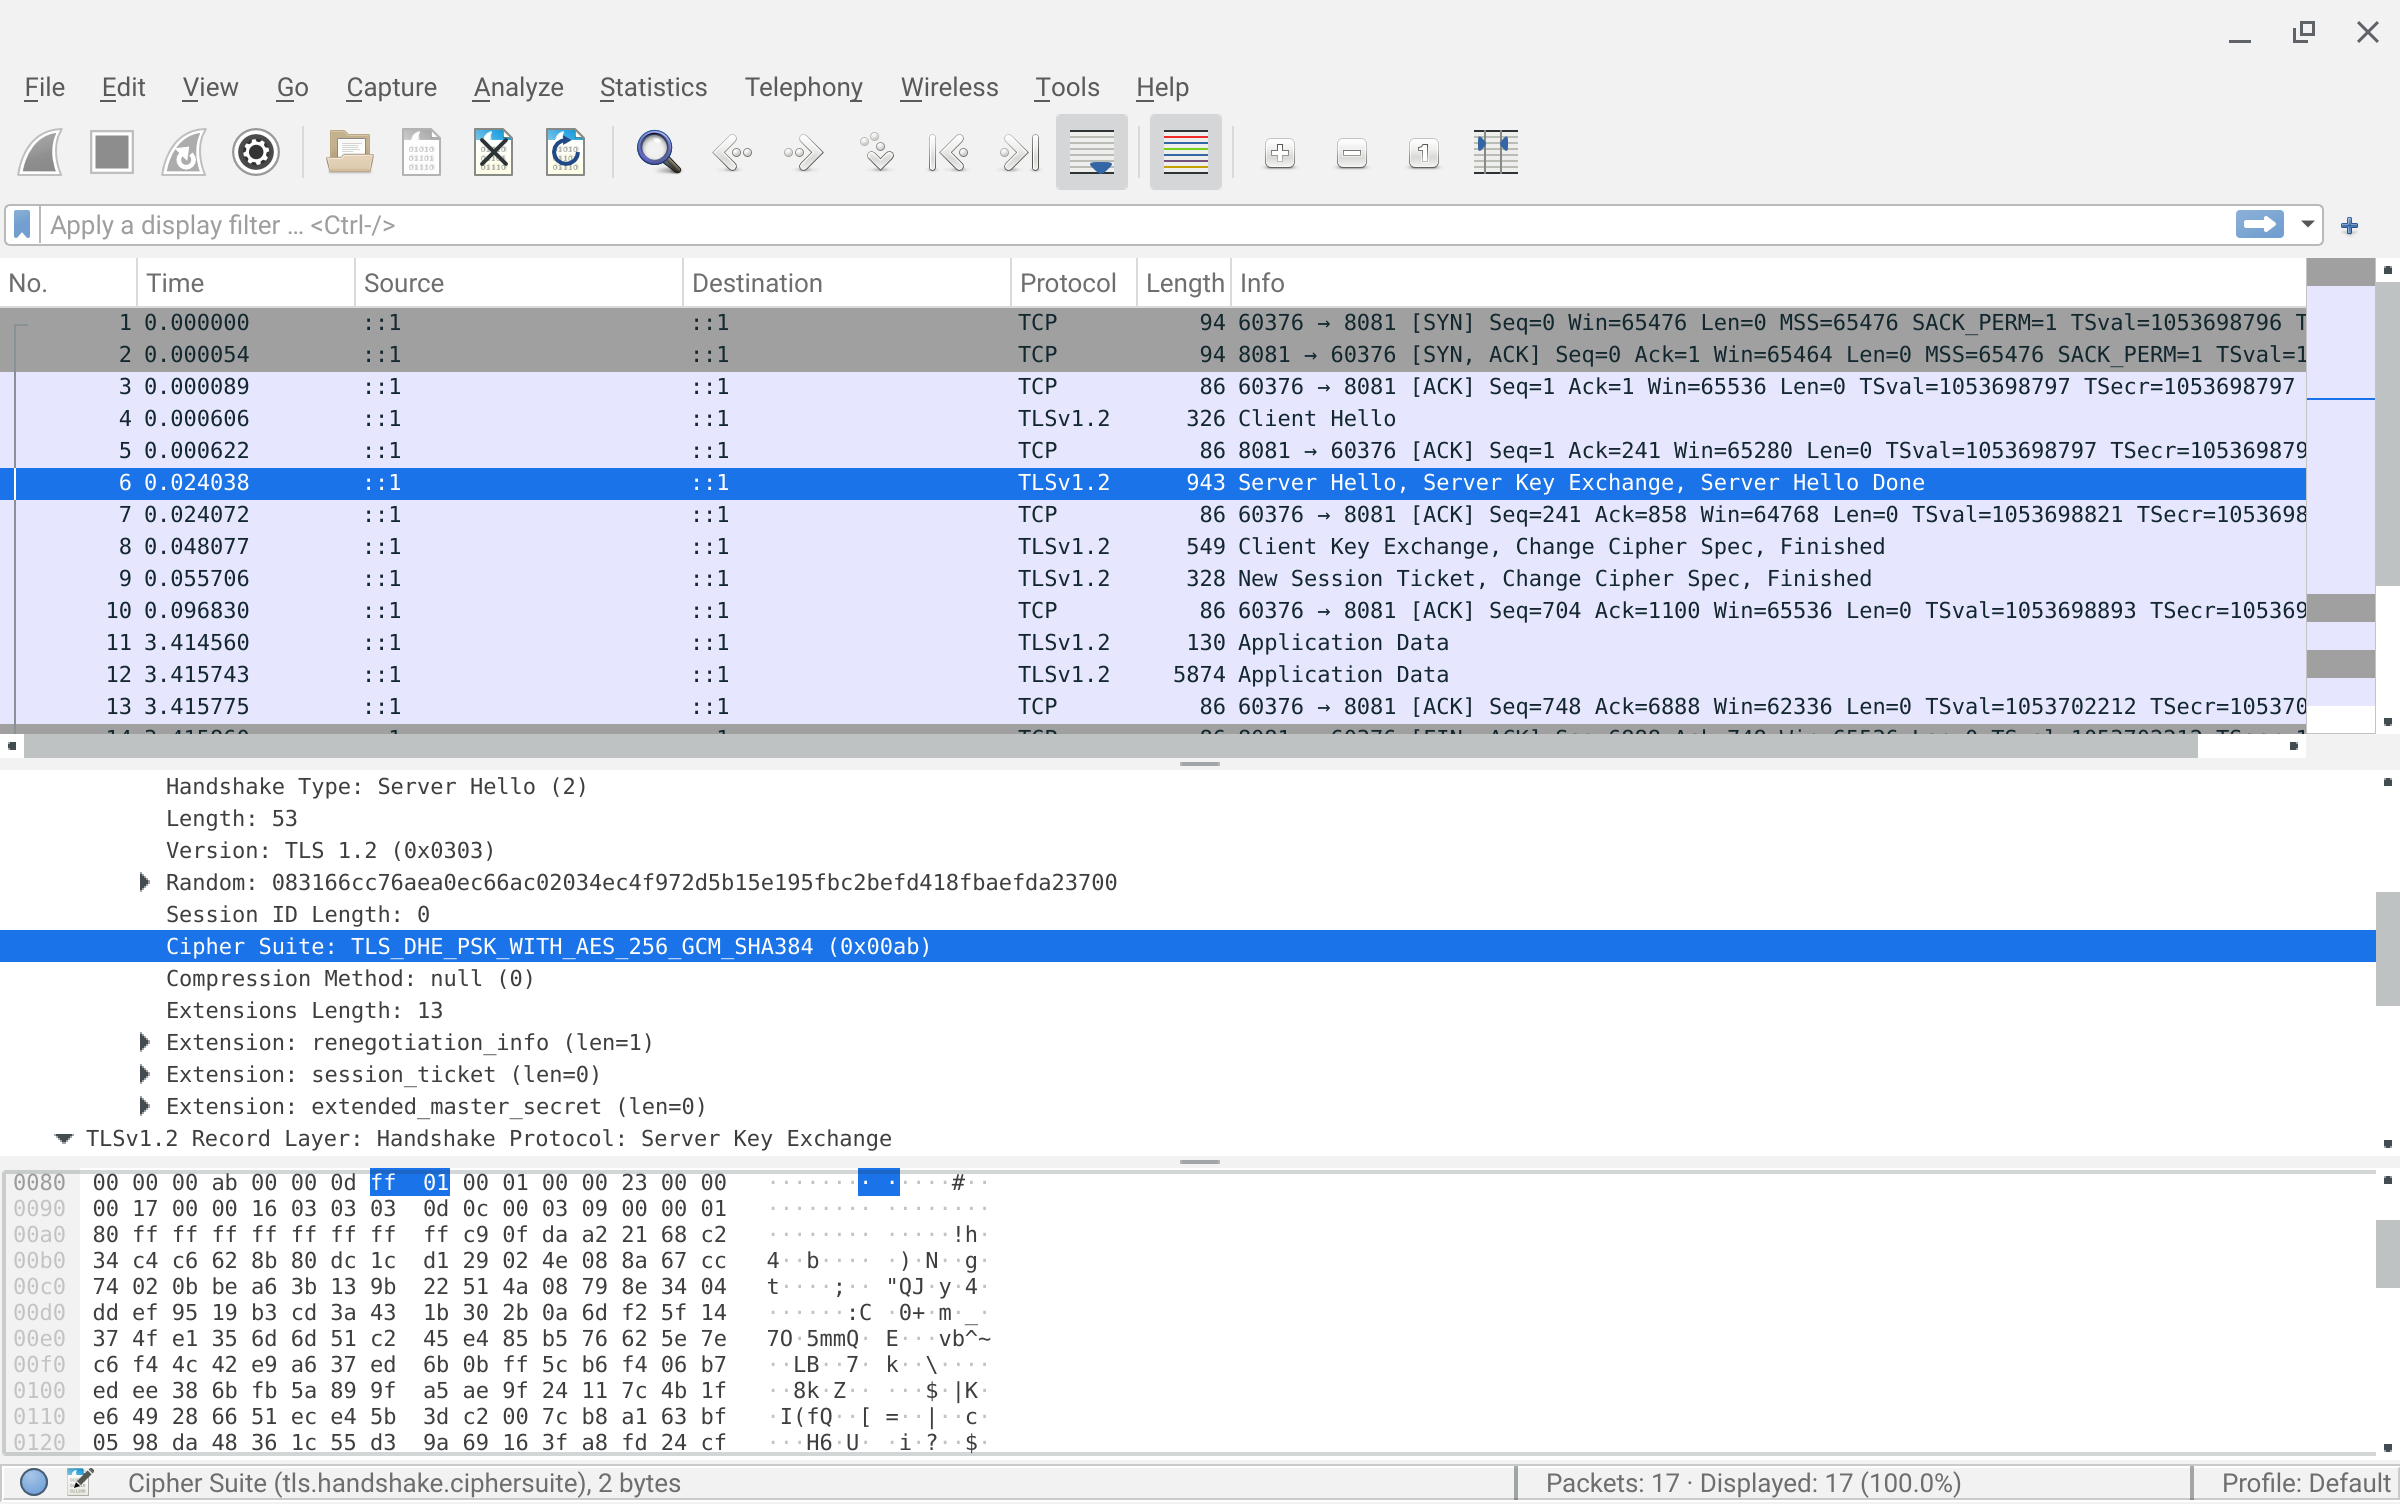 File Edit View Go Capture Analyze Statistics Telephony Wireless Tools Help
Apply a display filter ... <Ctrl-/>
No. Time Source Destination Protocol Length Info
1 0.000000 ::1 ::1 TCP 94 60376 → 8081 [SYN] Seq=0 Win=65476 Len=0 MSS=65476 SACK_PERM=1 TSval=1053698796 T
2 0.000054 ::1 ::1 TCP 94 8081 → 60376 [SYN, ACK] Seq=0 Ack=1 Win=65464 Len=0 MSS=65476 SACK_PERM=1 TSval=1
3 0.000089 ::1 ::1 TCP 86 60376 → 8081 [ACK] Seq=1 Ack=1 Win=65536 Len=0 TSval=1053698797 TSecr=1053698797
4 0.000606 ::1 ::1 TLSv1.2 326 Client Hello
5 0.000622 ::1 ::1 TCP 86 8081 → 60376 [ACK] Seq=1 Ack=241 Win=65280 Len=0 TSval=1053698797 TSecr=105369879
6 0.024038 ::1 ::1 TLSv1.2 943 Server Hello, Server Key Exchange, Server Hello Done
7 0.024072 ::1 ::1 TCP 86 60376 → 8081 [ACK] Seq=241 Ack=858 Win=64768 Len=0 TSval=1053698821 TSecr=1053698
8 0.048077 ::1 ::1 TLSv1.2 549 Client Key Exchange, Change Cipher Spec, Finished
9 0.055706 ::1 ::1 TLSv1.2 328 New Session Ticket, Change Cipher Spec, Finished
10 0.096830 ::1 ::1 TCP 86 60376 → 8081 [ACK] Seq=704 Ack=1100 Win=65536 Len=0 TSval=1053698893 TSecr=105369
11 3.414560 ::1 ::1 TLSv1.2 130 Application Data
12 3.415743 ::1 ::1 TLSv1.2 5874 Application Data
13 3.415775 ::1 ::1 TCP 86 60376 → 8081 [ACK] Seq=748 Ack=6888 Win=62336 Len=0 TSval=1053702212 TSecr=105370
Handshake Type: Server Hello (2)
Length: 53
Version: TLS 1.2 (0x0303)
Random: 083166cc76aea0ec66ac02034ec4f972d5b15e195fbc2befd418fbaefda23700
Session ID Length: 0
Cipher Suite: TLS_DHE_PSK_WITH_AES_256_GCM_SHA384 (0x00ab)
Compression Method: null (0)
Extensions Length: 13
Extension: renegotiation_info (len=1)
Extension: session_ticket (len=0)
Extension: extended_master_secret (len=0)
TLSv1.2 Record Layer: Handshake Protocol: Server Key Exchange
0080 00 00 00 ab 00 00 0d ff 01 00 01 00 00 23 00 00 ········ ·····#··
0090 00 17 00 00 16 03 03 03 0d 0c 00 03 09 00 00 01 ········ ········
00a0 80 ff ff ff ff ff ff ff ff c9 0f da a2 21 68 c2 ········ ·····!h·
00b0 34 c4 c6 62 8b 80 dc 1c d1 29 02 4e 08 8a 67 cc 4··b···· ·)·N··g·
00c0 74 02 0b be a6 3b 13 9b 22 51 4a 08 79 8e 34 04 t····;·· "QJ·y·4·
00d0 dd ef 95 19 b3 cd 3a 43 1b 30 2b 0a 6d f2 5f 14 ······:C ·0+·m·_·
00e0 37 4f e1 35 6d 6d 51 c2 45 e4 85 b5 76 62 5e 7e 7O·5mmQ· E···vb^~
00f0 c6 f4 4c 42 e9 a6 37 ed 6b 0b ff 5c b6 f4 06 b7 ··LB··7· k··\····
0100 ed ee 38 6b fb 5a 89 9f a5 ae 9f 24 11 7c 4b 1f ··8k·Z·· ···$·|K·
0110 e6 49 28 66 51 ec e4 5b 3d c2 00 7c b8 a1 63 bf ·I(fQ··[ =··|··c·
0120 05 98 da 48 36 1c 55 d3 9a 69 16 3f a8 fd 24 cf ···H6·U· ·i·?··$·
Cipher Suite (tls.handshake.ciphersuite), 2 bytes
Packets: 17 · Displayed: 17 (100.0%)
Profile: Default